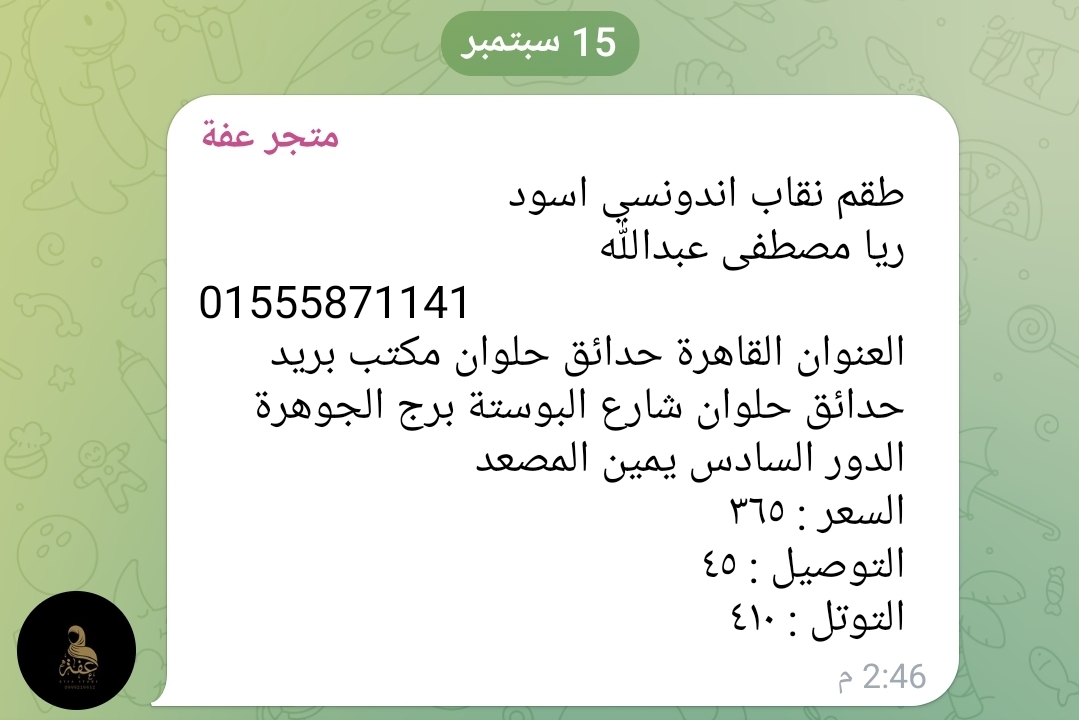 15 سبتمبر
متجر عفة
طقم نقاب اندونسي اسود
ريا مصطفى عبدالله
01555871141
العنوان القاهرة حدائق حلوان مكتب بريد
حدائق حلوان شارع البوستة برج الجوهرة
الدور السادس يمين المصعد
السعر : ٣٦٥
التوصيل : ٤٥
التوتل : ٤١٠
2:46 م
عفة